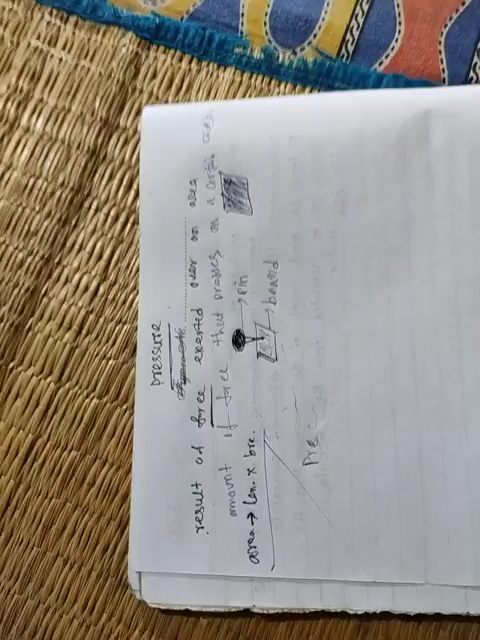 pressure
result of force exerted over an area
amount of force that presses on a certain area
area → len. x bre.
→ pin
→ board
Pre